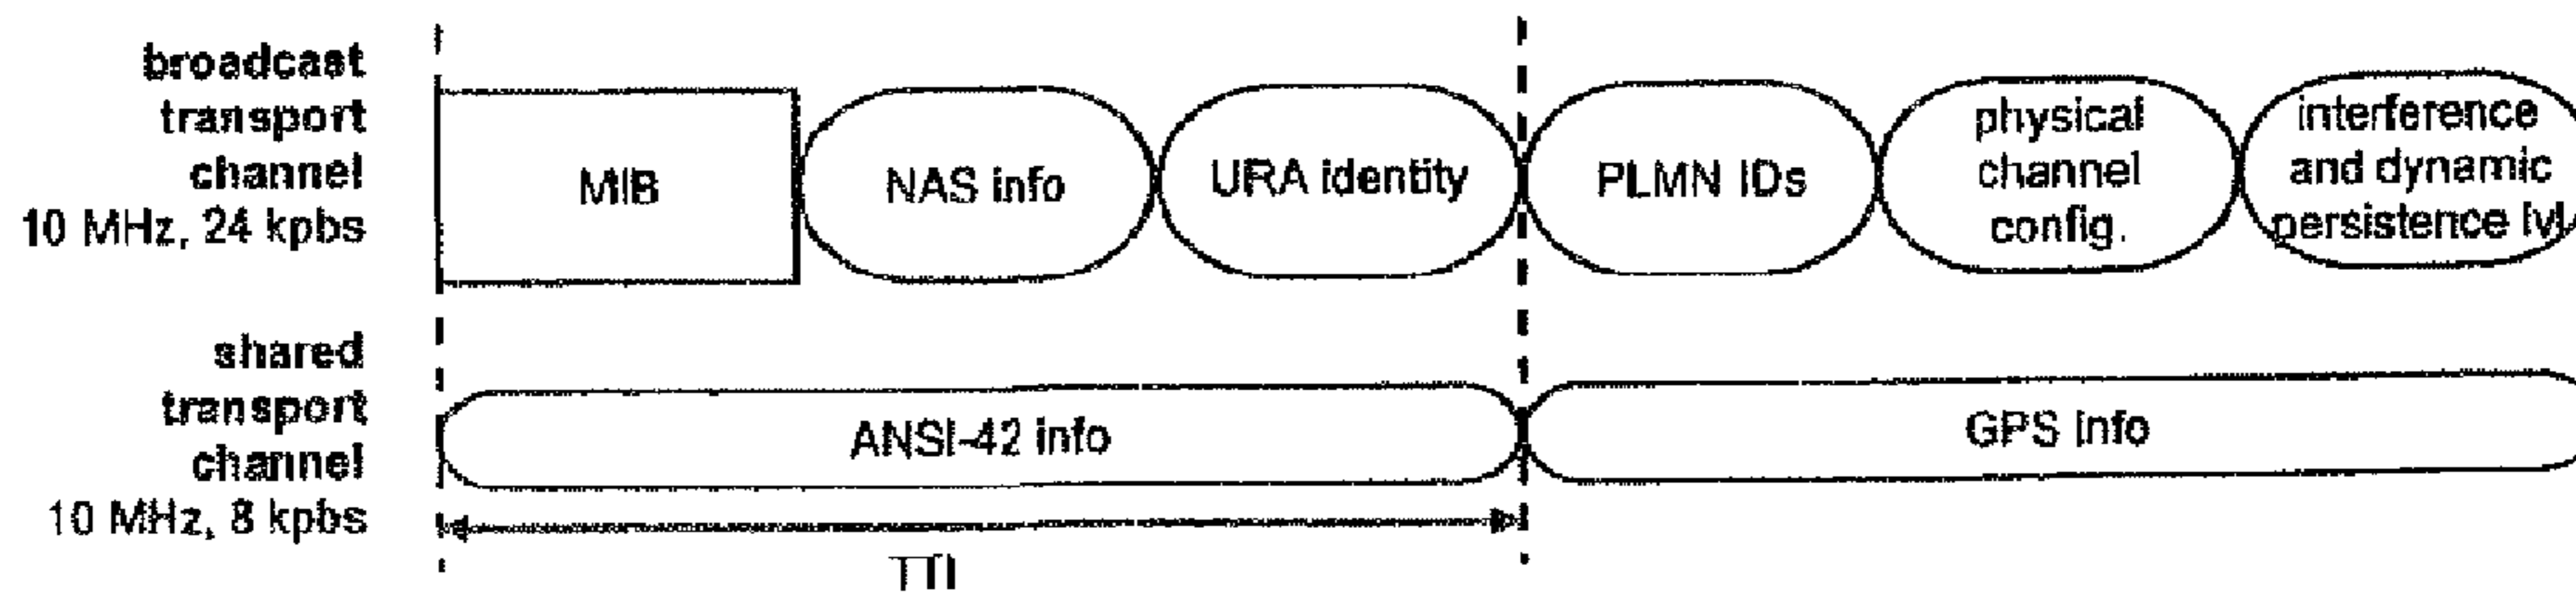 broadcast
transport
channel
10 MHz, 24 kpbs
MIB
NAS info
URA identity
PLMN IDs
physical
channel
config.
interference
and dynamic
persistence lvl.
shared
transport
channel
10 MHz, 8 kpbs
ANSI-42 info
GPS info
TTI